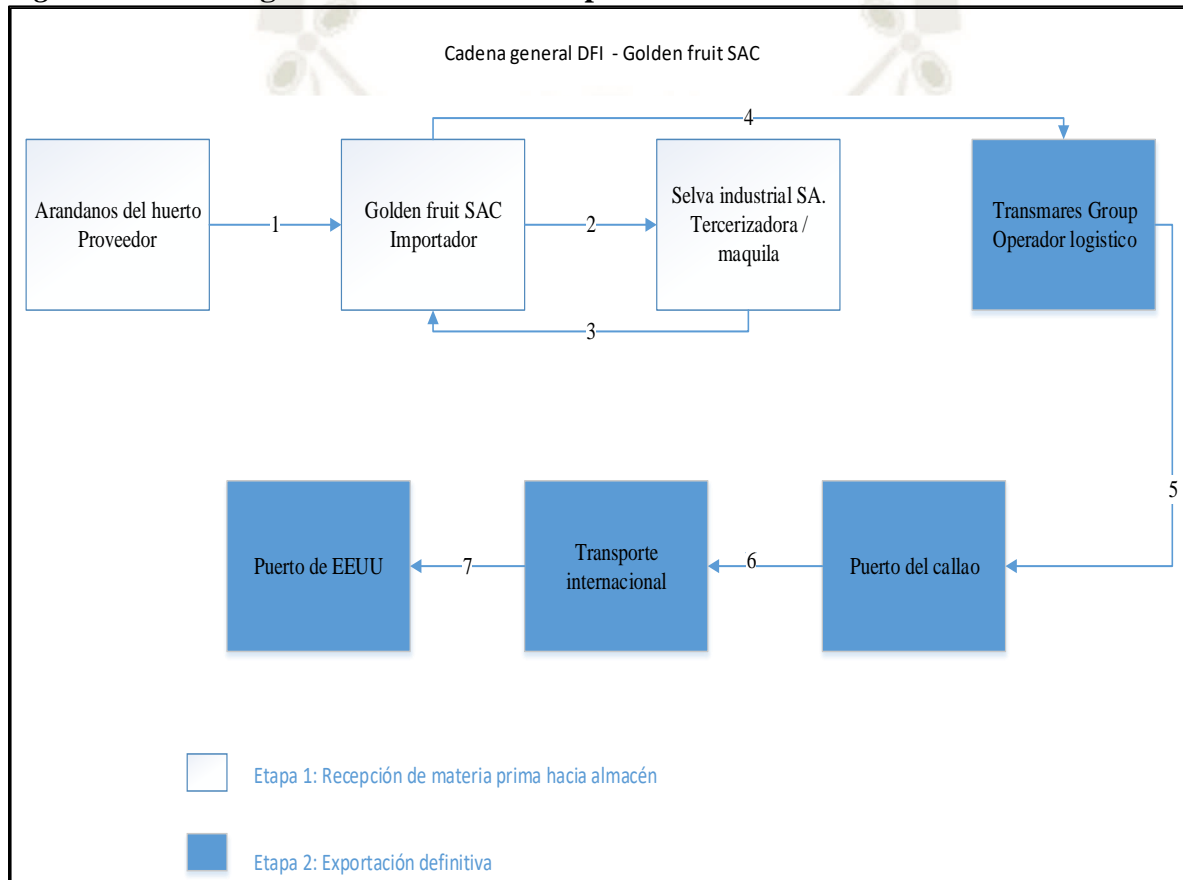 Cadena general DFI - Golden fruit SAC
4
Arandanos del huerto
Proveedor
1
Golden fruit SAC
Importador
2
Selva industrial SA.
Tercerizadora /
maquila
Transmares Group
Operador logistico
3
5
Puerto de EEUU
7
Transporte
internacional
6
Puerto del callao
Etapa 1: Recepción de materia prima hacia almacén
Etapa 2: Exportación definitiva